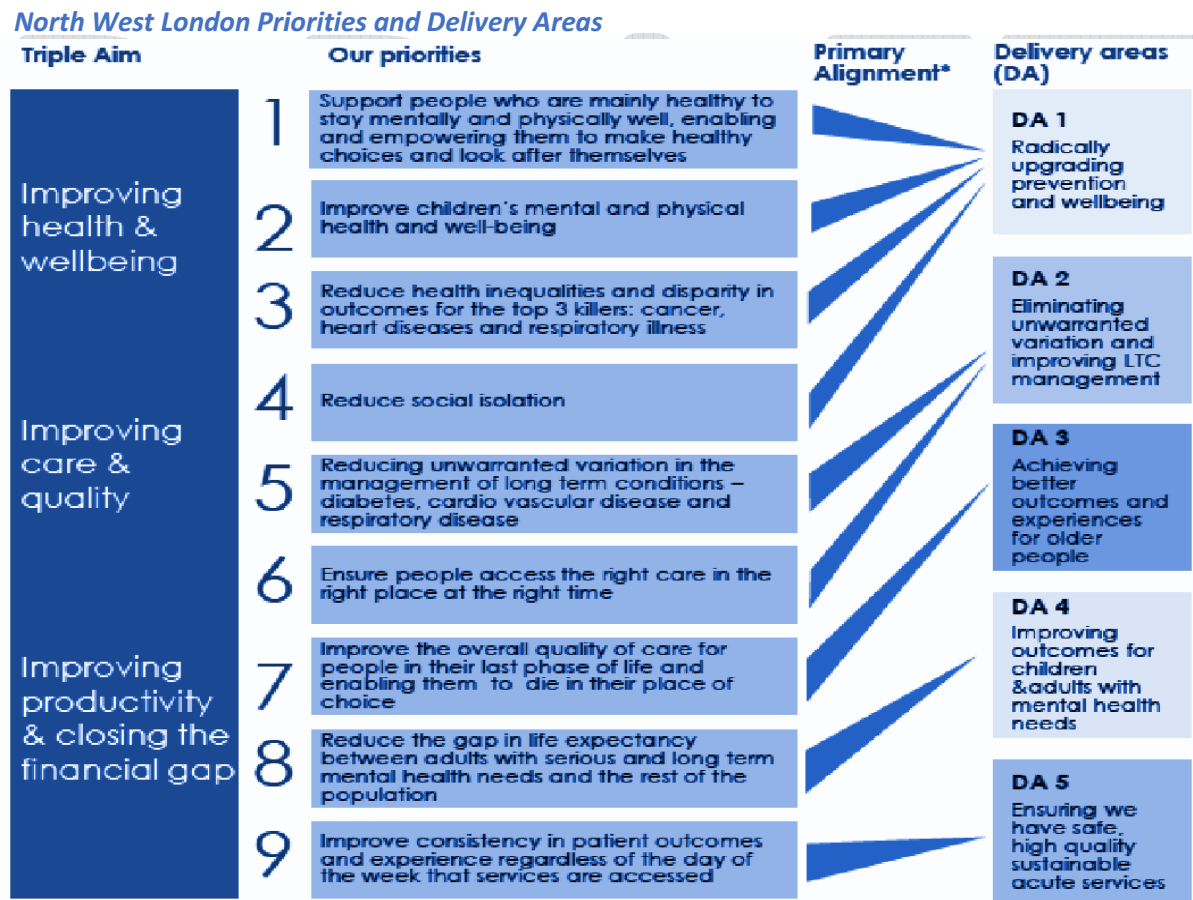 North West London Priorities and Delivery Areas
Triple Aim
Our priorities
Primary
Alignment*
Delivery areas
(DA)
Improving
health &
wellbeing
Improving
care &
quality
Improving
productivity
& closing the
financial gap
1
Support people who are mainly healthy to
stay mentally and physically well, enabling
and empowering them to make healthy
choices and look after themselves
2
Improve children's mental and physical
health and well-being
3
Reduce health inequalities and disparity in
outcomes for the top 3 killers: cancer,
heart diseases and respiratory illness
4
Reduce social isolation
5
Reducing unwarranted variation in the
management of long term conditions –
diabetes, cardio vascular disease and
respiratory disease
6
Ensure people access the right care in the
right place at the right time
7
Improve the overall quality of care for
people in their last phase of life and
enabling them to die in their place of
choice
8
Reduce the gap in life expectancy
between adults with serious and long term
mental health needs and the rest of the
population
9
Improve consistency in patient outcomes
and experience regardless of the day of
the week that services are accessed
DA 1
Radically
upgrading
prevention
and wellbeing
DA 2
Eliminating
unwarranted
variation and
improving LTC
management
DA 3
Achieving
better
outcomes and
experiences
for older
people
DA 4
Improving
outcomes for
children
&adults with
mental health
needs
DA 5
Ensuring we
have safe,
high quality
sustainable
acute services